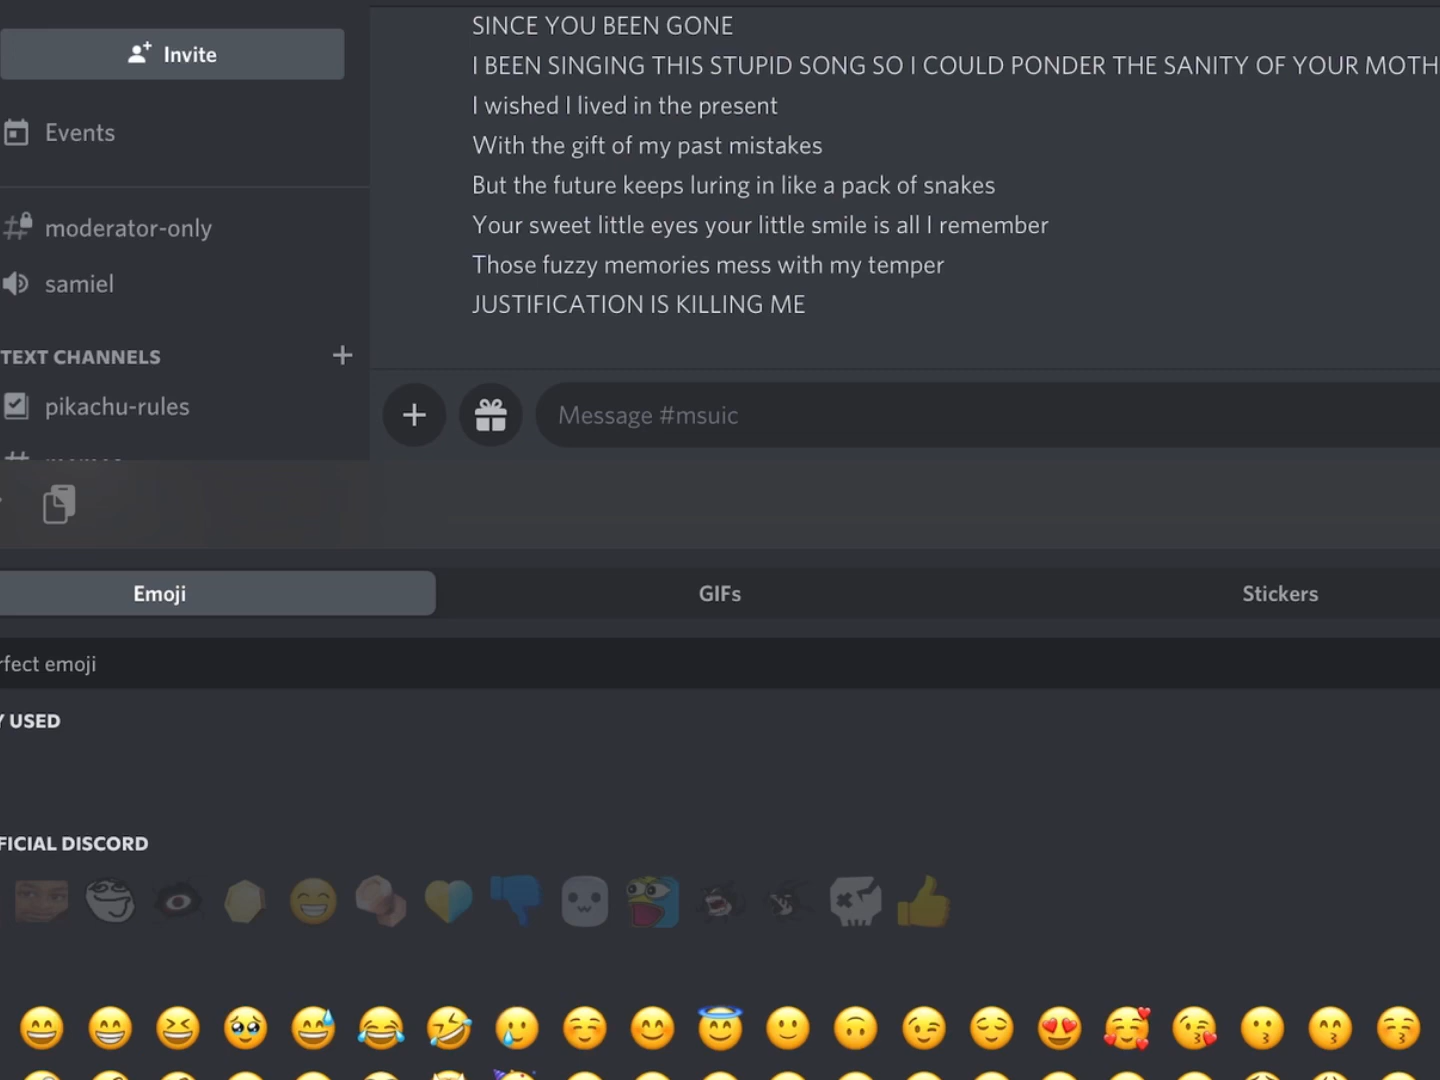 SINCE YOU BEEN GONE
I BEEN SINGING THIS STUPID SONG SO I COULD PONDER THE SANITY OF YOUR MOTH
I wished I lived in the present
With the gift of my past mistakes
But the future keeps luring in like a pack of snakes
Your sweet little eyes your little smile is all I remember
Those fuzzy memories mess with my temper
JUSTIFICATION IS KILLING ME
Invite
Events
moderator-only
samiel
TEXT CHANNELS
pikachu-rules
Message #msuic
Emoji
GIFs
Stickers
rfect emoji
Y USED
FICIAL DISCORD